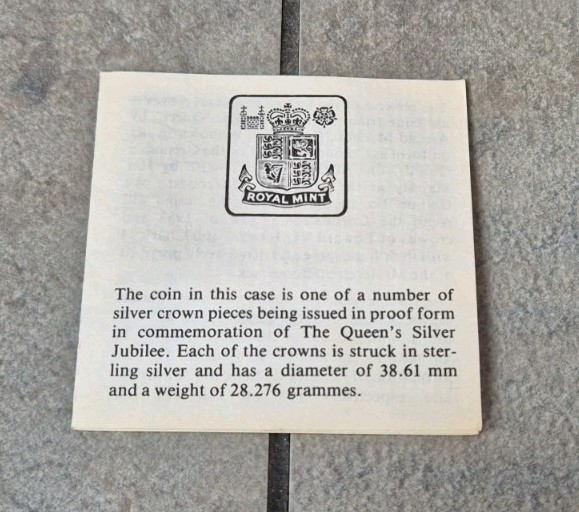 ROYAL MINT
The coin in this case is one of a number of
silver crown pieces being issued in proof form
in commemoration of The Queen's Silver
Jubilee. Each of the crowns is struck in ster-
ling silver and has a diameter of 38.61 mm
and a weight of 28.276 grammes.